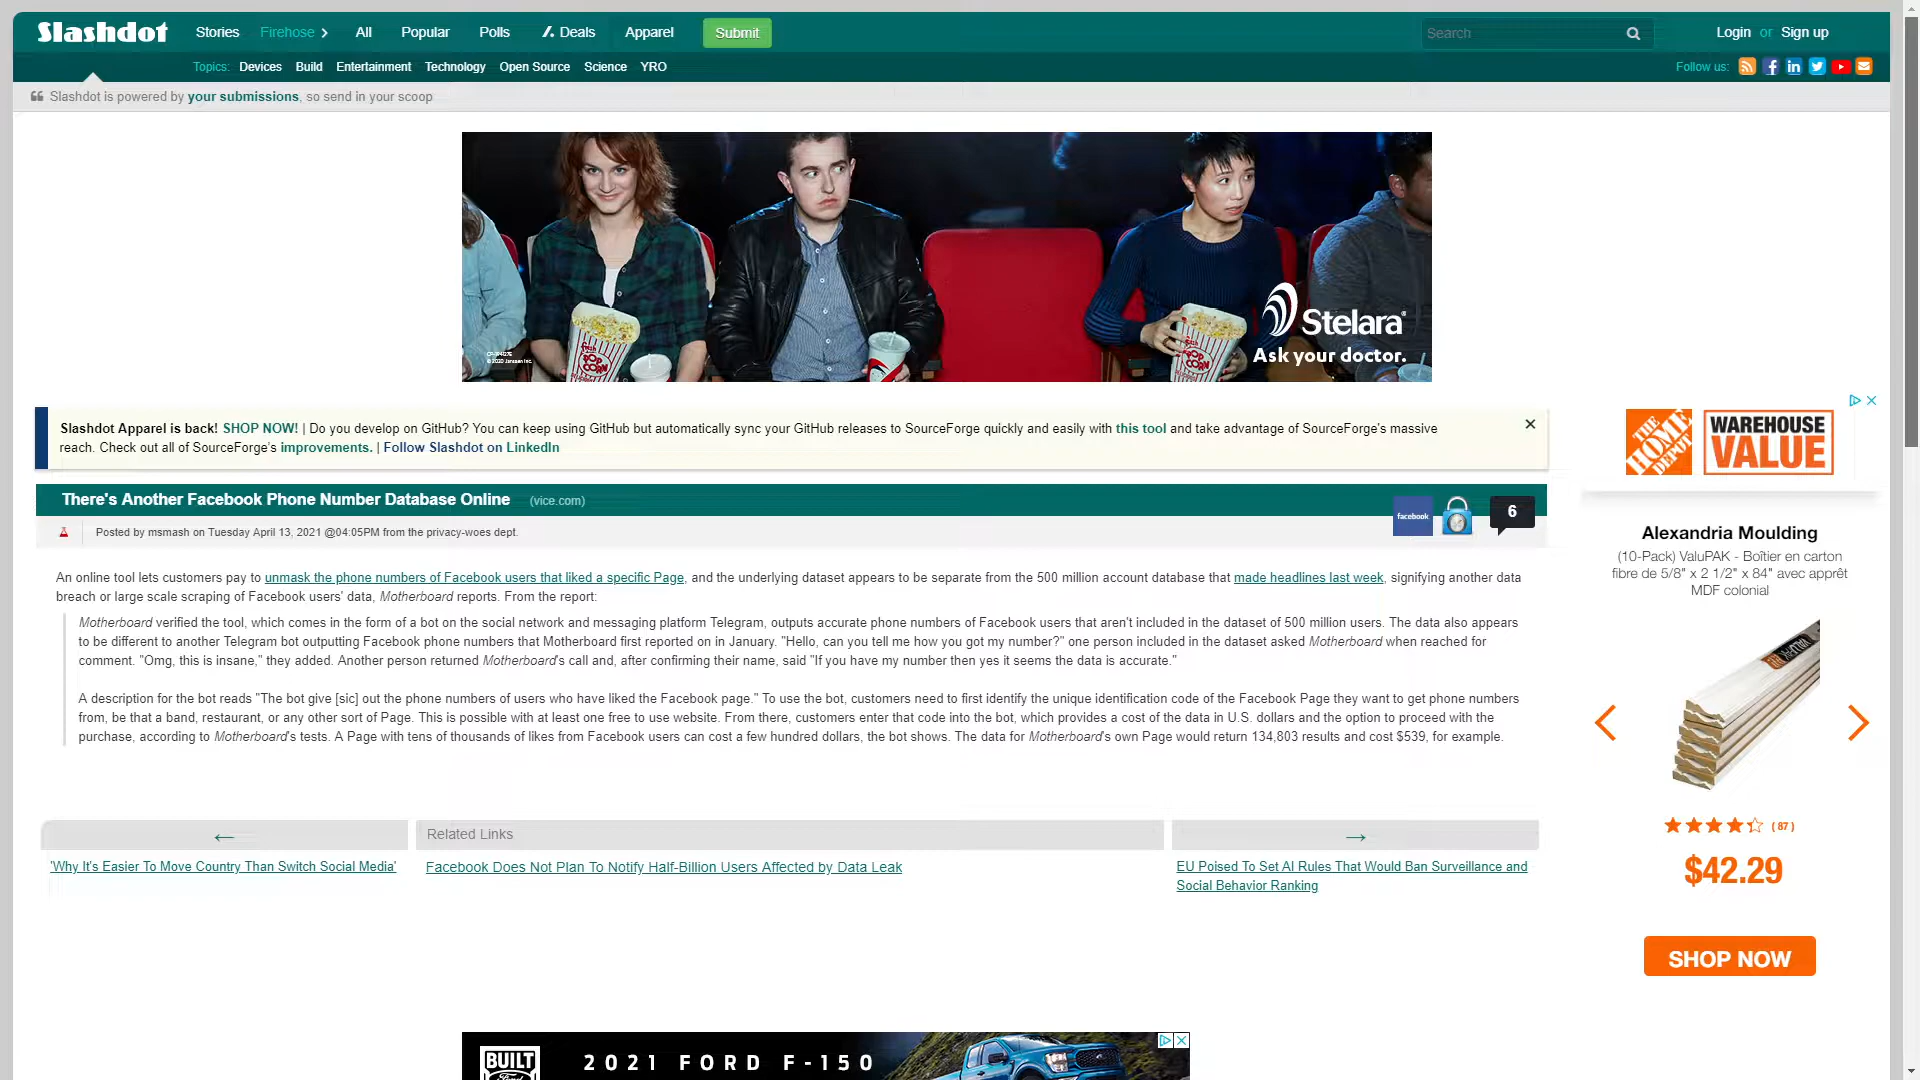 Slashdot
Stories
Firehose
All
Popular
Polls
Deals
Apparel
Submit
Search
Login or Sign up
Topics: Devices Build Entertainment Technology Open Source Science YRO
Follow us:
Slashdot is powered by your submissions, so send in your scoop
FRESH POP CORN
FRESH POP CORN
Stelara®
Ask your doctor.
Slashdot Apparel is back! SHOP NOW! | Do you develop on GitHub? You can keep using GitHub but automatically sync your GitHub releases to SourceForge quickly and easily with this tool and take advantage of SourceForge's massive
reach. Check out all of SourceForge's improvements. | Follow Slashdot on LinkedIn
THE HOME DEPOT
WAREHOUSE
VALUE
There's Another Facebook Phone Number Database Online (vice.com)
facebook
6
Posted by msmash on Tuesday April 13, 2021 @04:05PM from the privacy-woes dept.
An online tool lets customers pay to unmask the phone numbers of Facebook users that liked a specific Page, and the underlying dataset appears to be separate from the 500 million account database that made headlines last week, signifying another data
breach or large scale scraping of Facebook users' data, Motherboard reports. From the report:
Motherboard verified the tool, which comes in the form of a bot on the social network and messaging platform Telegram, outputs accurate phone numbers of Facebook users that aren't included in the dataset of 500 million users. The data also appears
to be different to another Telegram bot outputting Facebook phone numbers that Motherboard first reported on in January. "Hello, can you tell me how you got my number?" one person included in the dataset asked Motherboard when reached for
comment. "Omg, this is insane," they added. Another person returned Motherboard's call and, after confirming their name, said "If you have my number then yes it seems the data is accurate."
A description for the bot reads "The bot give [sic] out the phone numbers of users who have liked the Facebook page." To use the bot, customers need to first identify the unique identification code of the Facebook Page they want to get phone numbers
from, be that a band, restaurant, or any other sort of Page. This is possible with at least one free to use website. From there, customers enter that code into the bot, which provides a cost of the data in U.S. dollars and the option to proceed with the
purchase, according to Motherboard's tests. A Page with tens of thousands of likes from Facebook users can cost a few hundred dollars, the bot shows. The data for Motherboard's own Page would return 134,803 results and cost $539, for example.
Alexandria Moulding
(10-Pack) ValuPAK - Boîtier en carton
fibre de 5/8" x 2 1/2" x 84" avec apprêt
MDF colonial
(87)
$42.29
SHOP NOW
←
'Why It's Easier To Move Country Than Switch Social Media'
Related Links
Facebook Does Not Plan To Notify Half-Billion Users Affected by Data Leak
→
EU Poised To Set AI Rules That Would Ban Surveillance and
Social Behavior Ranking
BUILT
2021 FORD F-150